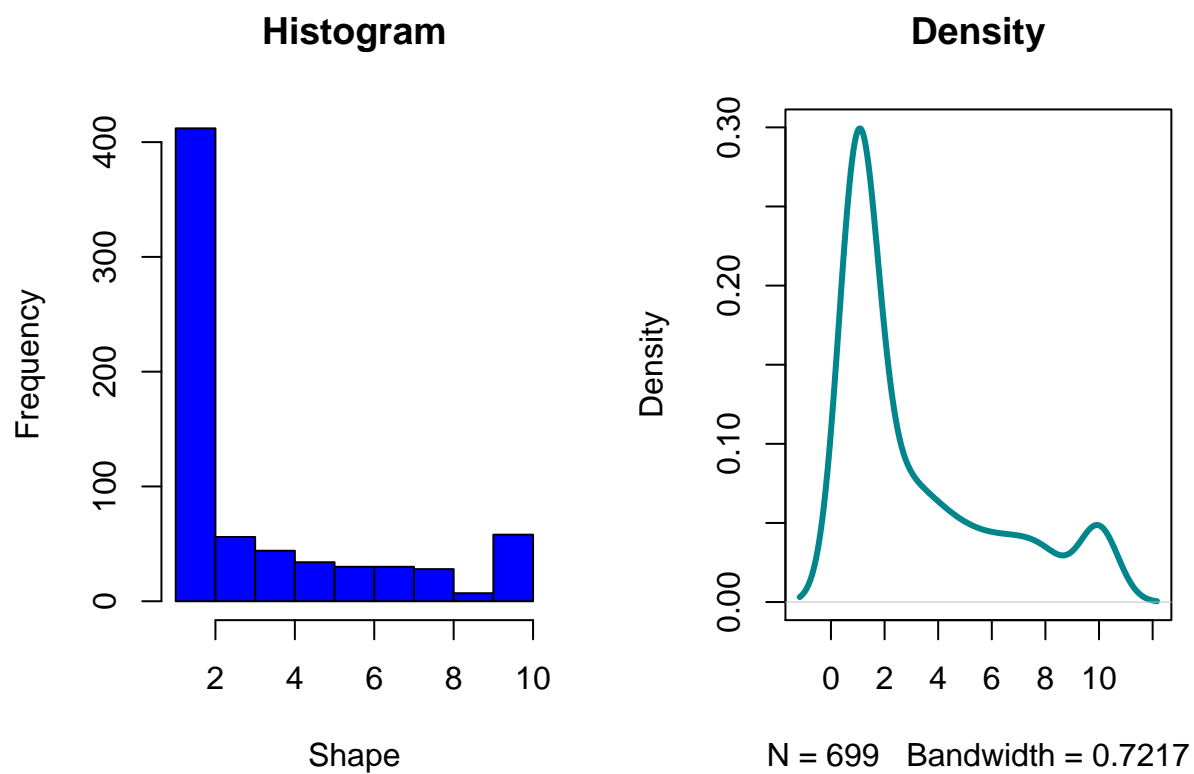 Histogram
Frequency
0
100
200
300
400
2 4 6 8 10
Shape
Density
Density
0.00
0.10
0.20
0.30
0 2 4 6 8 10
N = 699 Bandwidth = 0.7217